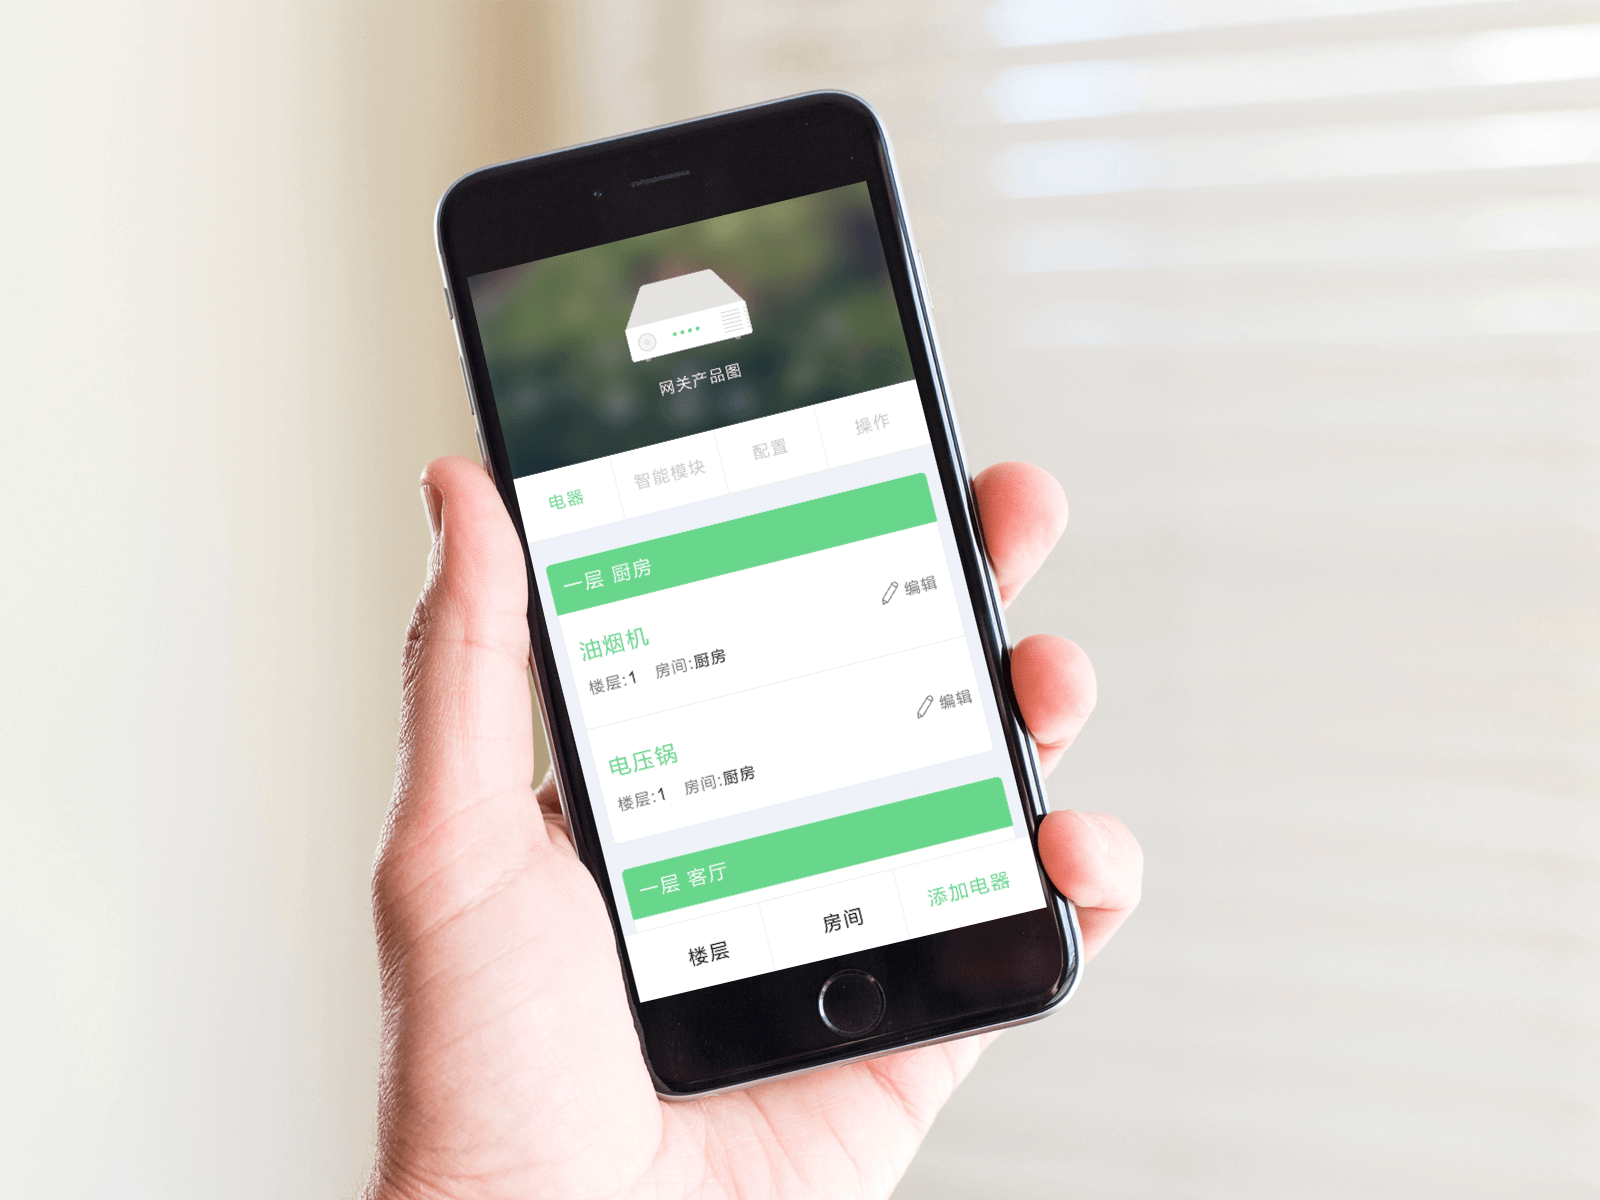 网关产品图
电器 智能模块 配置 操作
一层 厨房
油烟机 编辑
楼层:1 房间:厨房
电压锅 编辑
楼层:1 房间:厨房
一层 客厅
楼层 房间 添加电器